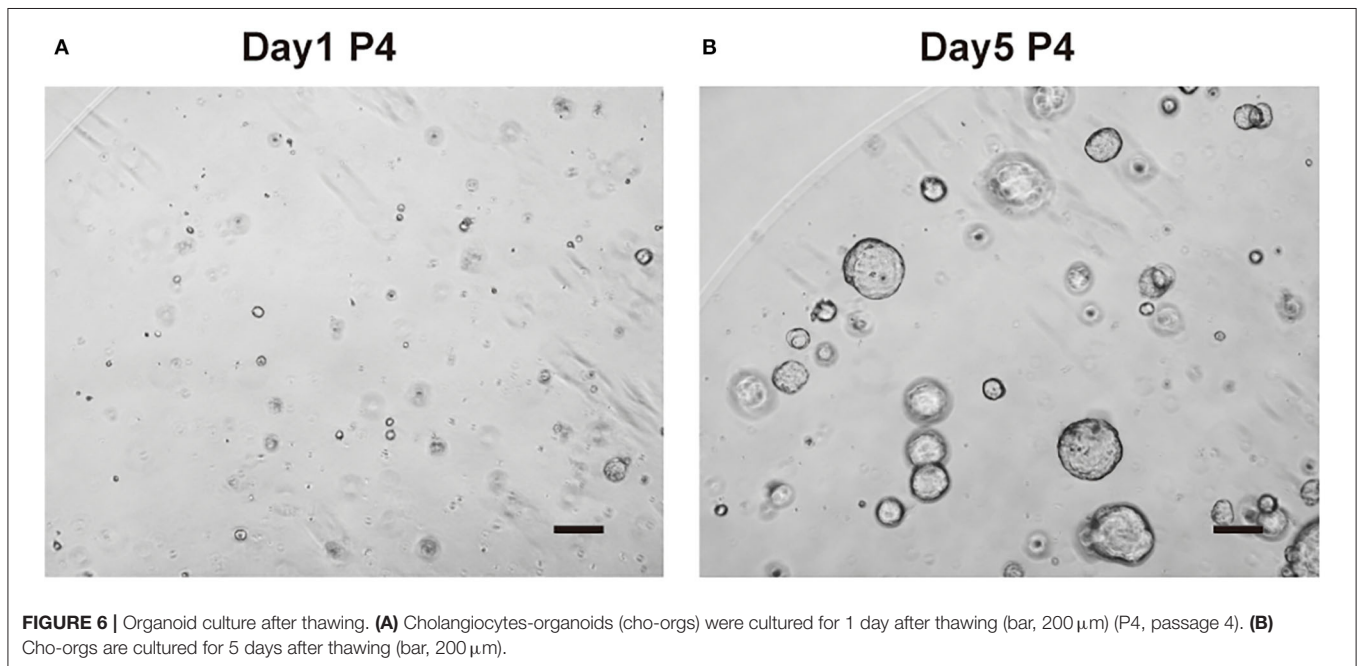 A
Day1 P4
B
Day5 P4
FIGURE 6 | Organoid culture after thawing. (A) Cholangiocytes-organoids (cho-orgs) were cultured for 1 day after thawing (bar, 200 μm) (P4, passage 4). (B)
Cho-orgs are cultured for 5 days after thawing (bar, 200 μm).